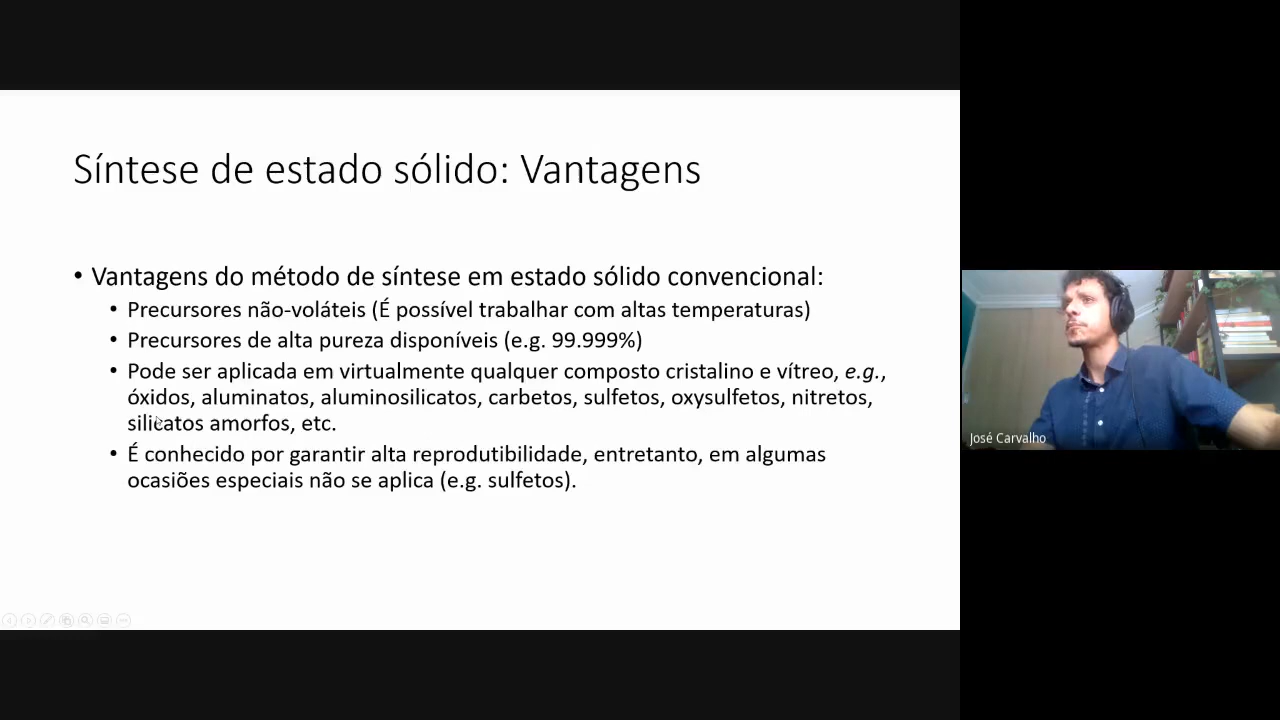 Síntese de estado sólido: Vantagens
• Vantagens do método de síntese em estado sólido convencional:
• Precursores não-voláteis (É possível trabalhar com altas temperaturas)
• Precursores de alta pureza disponíveis (e.g. 99.999%)
• Pode ser aplicada em virtualmente qualquer composto cristalino e vítreo, e.g.,
óxidos, aluminatos, aluminosilicatos, carbetos, sulfetos, oxysulfetos, nitretos,
silicatos amorfos, etc.
• É conhecido por garantir alta reprodutibilidade, entretanto, em algumas
ocasiões especiais não se aplica (e.g. sulfetos).
José Carvalho